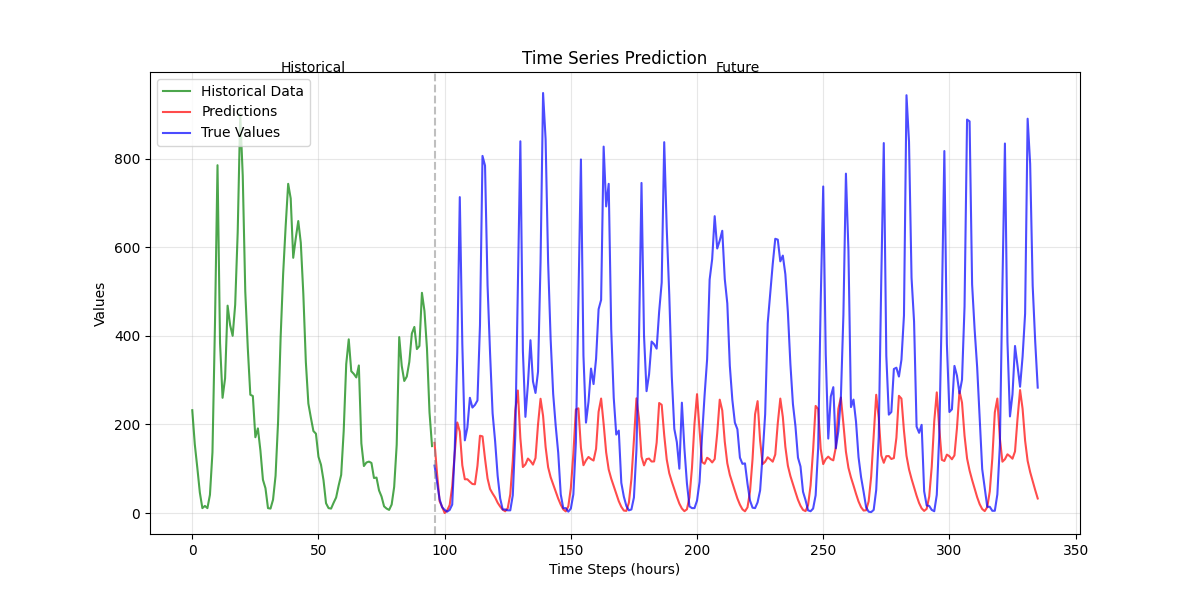 Time Series Prediction
Historical
Future
Historical Data
Predictions
True Values
Values
800
600
400
200
0
0
50
100
150
200
250
300
350
Time Steps (hours)